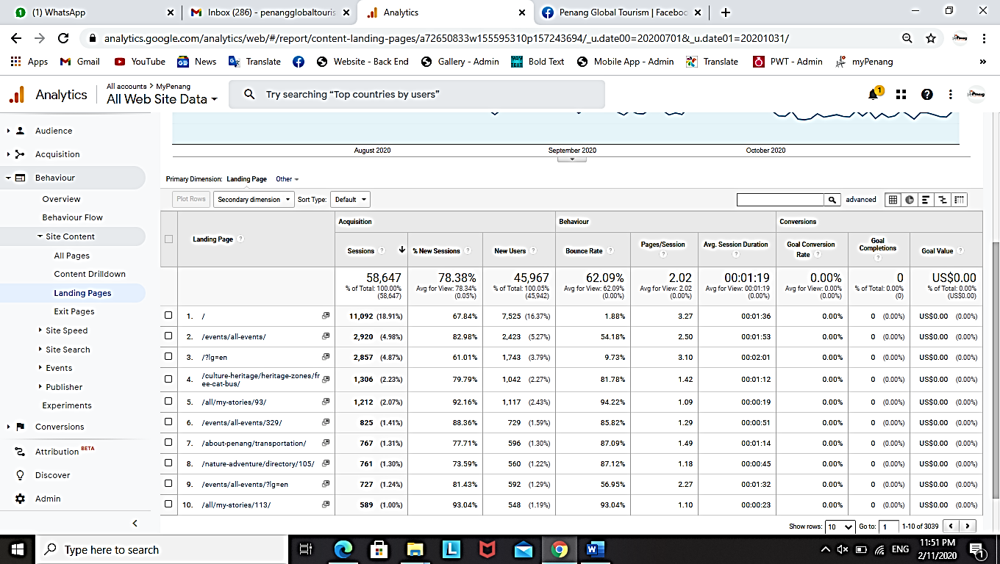 (1) WhatsApp
Inbox (286) - penangglobaltouris
Analytics
Penang Global Tourism | Faceboo
analytics.google.com/analytics/web/#/report/content-landing-pages/a72650833w155595310p157243694/_u.date00=20200701&_u.date01=20201031/
Apps Gmail YouTube News Translate Website - Back End Gallery - Admin Bold Text Mobile App - Admin Translate PWT - Admin myPenang »
Analytics
All accounts > MyPenang
All Web Site Data
Try searching “Top countries by users”
1
Audience
Acquisition
Behaviour
Overview
Behaviour Flow
Site Content
All Pages
Content Drilldown
Landing Pages
Exit Pages
Site Speed
Site Search
Events
Publisher
Experiments
Conversions
Attribution BETA
Discover
Admin
August 2020 September 2020 October 2020
Primary Dimension: Landing Page Other
Plot Rows Secondary dimension Sort Type: Default advanced
Landing Page Acquisition Behaviour Conversions
Sessions % New Sessions New Users Bounce Rate Pages/Session Avg. Session Duration Goal Conversion Rate Goal Completions Goal Value
58,647 78.38% 45,967 62.09% 2.02 00:01:19 0.00% 0 US$0.00
% of Total: 100.00% Avg for View: 78.34% % of Total: 100.05% Avg for View: 62.09% Avg for View: 2.02 Avg for View: 00:01:19 Avg for View: 0.00% % of Total: 0.00% % of Total: 0.00%
(58,647) (0.05%) (45,942) (0.00%) (0.00%) (0.00%) (0.00%) (0) (US$0.00)
1. / 11,092 (18.91%) 67.84% 7,525 (16.37%) 1.88% 3.27 00:01:36 0.00% 0 (0.00%) US$0.00 (0.00%)
2. /events/all-events/ 2,920 (4.98%) 82.98% 2,423 (5.27%) 54.18% 2.50 00:01:53 0.00% 0 (0.00%) US$0.00 (0.00%)
3. /?lg=en 2,857 (4.87%) 61.01% 1,743 (3.79%) 9.73% 3.10 00:02:01 0.00% 0 (0.00%) US$0.00 (0.00%)
4. /culture-heritage/heritage-zones/fr
ee-cat-bus/ 1,306 (2.23%) 79.79% 1,042 (2.27%) 81.78% 1.42 00:01:12 0.00% 0 (0.00%) US$0.00 (0.00%)
5. /all/my-stories/93/ 1,212 (2.07%) 92.16% 1,117 (2.43%) 94.22% 1.09 00:00:19 0.00% 0 (0.00%) US$0.00 (0.00%)
6. /events/all-events/329/ 825 (1.41%) 88.36% 729 (1.59%) 85.82% 1.29 00:00:51 0.00% 0 (0.00%) US$0.00 (0.00%)
7. /about-penang/transportation/ 767 (1.31%) 77.71% 596 (1.30%) 87.09% 1.49 00:01:14 0.00% 0 (0.00%) US$0.00 (0.00%)
8. /nature-adventure/directory/105/ 761 (1.30%) 73.59% 560 (1.22%) 87.12% 1.18 00:00:45 0.00% 0 (0.00%) US$0.00 (0.00%)
9. /events/all-events/?lg=en 727 (1.24%) 81.43% 592 (1.29%) 56.95% 2.27 00:01:32 0.00% 0 (0.00%) US$0.00 (0.00%)
10. /all/my-stories/113/ 589 (1.00%) 93.04% 548 (1.19%) 93.04% 1.10 00:00:23 0.00% 0 (0.00%) US$0.00 (0.00%)
Show rows: 10 Go to: 1 1-10 of 3039
Type here to search
ENG
11:51 PM
2/11/2020
1